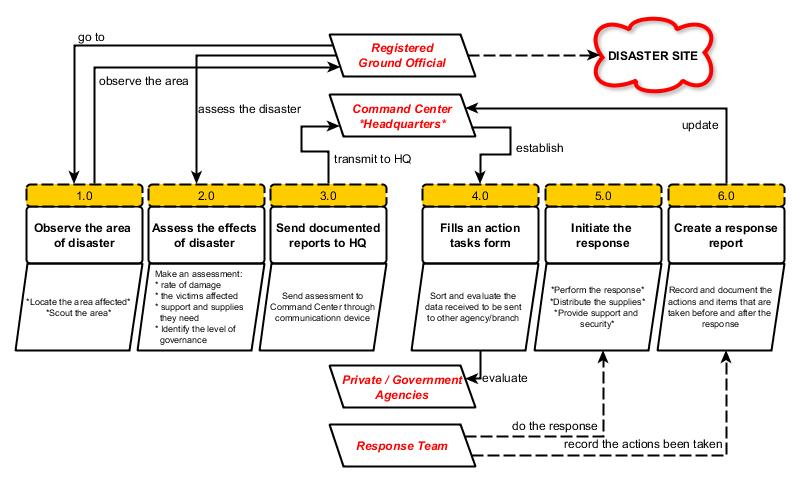 go to
Registered
Ground Official
DISASTER SITE
observe the area
assess the disaster
Command Center
*Headquarters*
update
establish
transmit to HQ
1.0
2.0
3.0
4.0
5.0
6.0
Observe the area
of disaster
Assess the effects
of disaster
Send documented
reports to HQ
Fills an action
tasks form
Initiate the
response
Create a response
report
*Locate the area affected*
*Scout the area*
Make an assessment:
* rate of damage
* the victims affected
* support and supplies
they need
* Identify the level of
governance
Send assessment to
Command Center through
communicationn device
Sort and evaluate the
data received to be sent
to other agency/branch
*Perform the response*
*Distribute the supplies*
*Provide support and
security*
Record and document the
actions and items that are
taken before and after the
response
Private / Government
Agencies
evaluate
do the response
Response Team
record the actions been taken